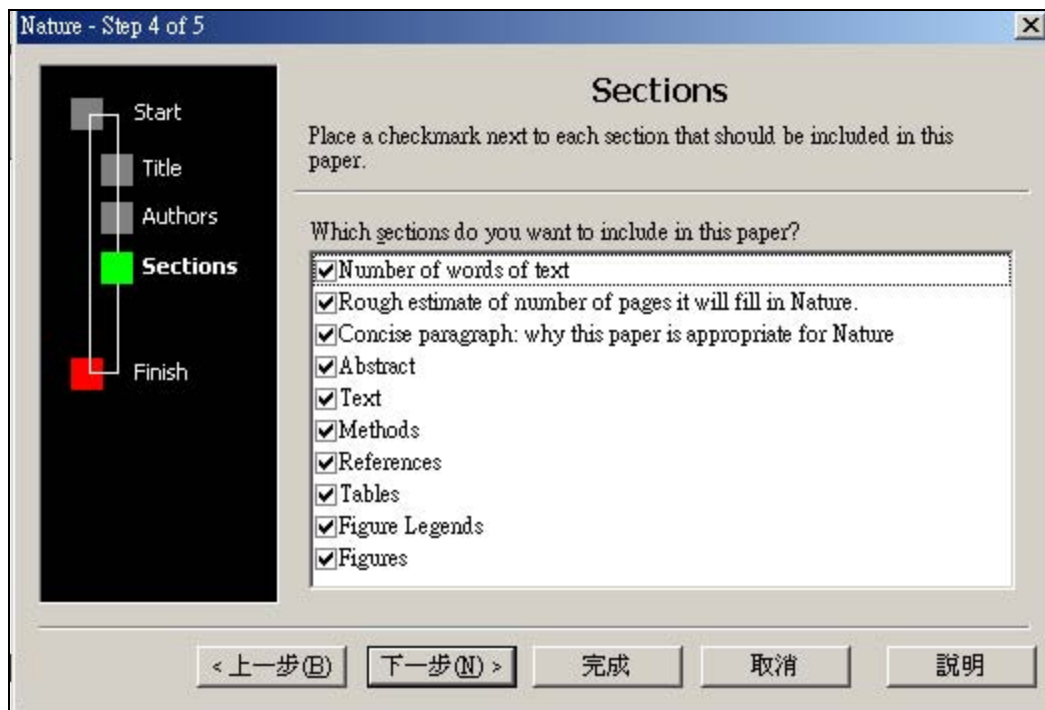 Nature - Step 4 of 5
Start
Title
Authors
Sections
Finish
Sections
Place a checkmark next to each section that should be included in this
paper.
Which sections do you want to include in this paper?
Number of words of text
Rough estimate of number of pages it will fill in Nature.
Concise paragraph: why this paper is appropriate for Nature
Abstract
Text
Methods
References
Tables
Figure Legends
Figures
< 上一步(B)
下一步(N) >
完成
取消
說明